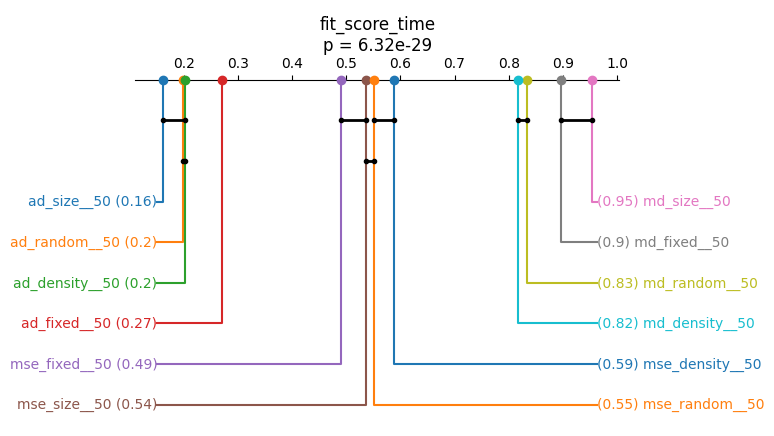 fit_score_time
p = 6.32e-29
0.2 0.3 0.4 0.5 0.6 0.7 0.8 0.9 1.0
ad_size__50 (0.16) (0.95) md_size__50
ad_random__50 (0.2) (0.9) md_fixed__50
ad_density__50 (0.2) (0.83) md_random__50
ad_fixed__50 (0.27) (0.82) md_density__50
mse_fixed__50 (0.49) (0.59) mse_density__50
mse_size__50 (0.54) (0.55) mse_random__50